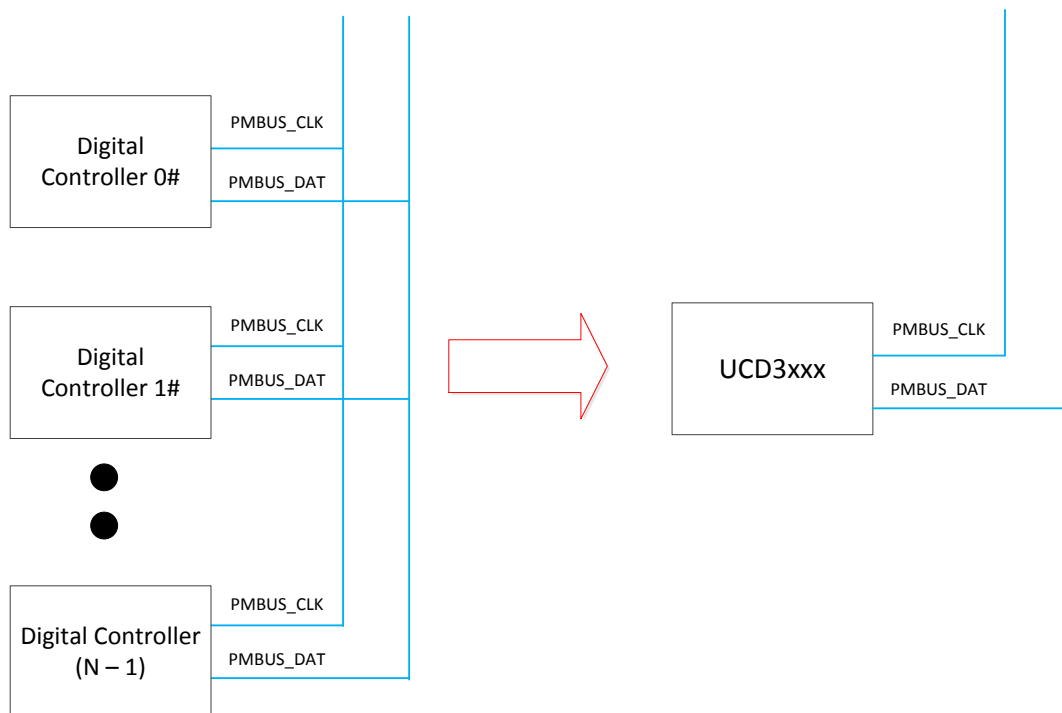 Digital
Controller 0#
PMBUS_CLK
PMBUS_DAT
Digital
Controller 1#
PMBUS_CLK
PMBUS_DAT
Digital Controller
(N – 1)
PMBUS_CLK
PMBUS_DAT
UCD3xxx
PMBUS_CLK
PMBUS_DAT